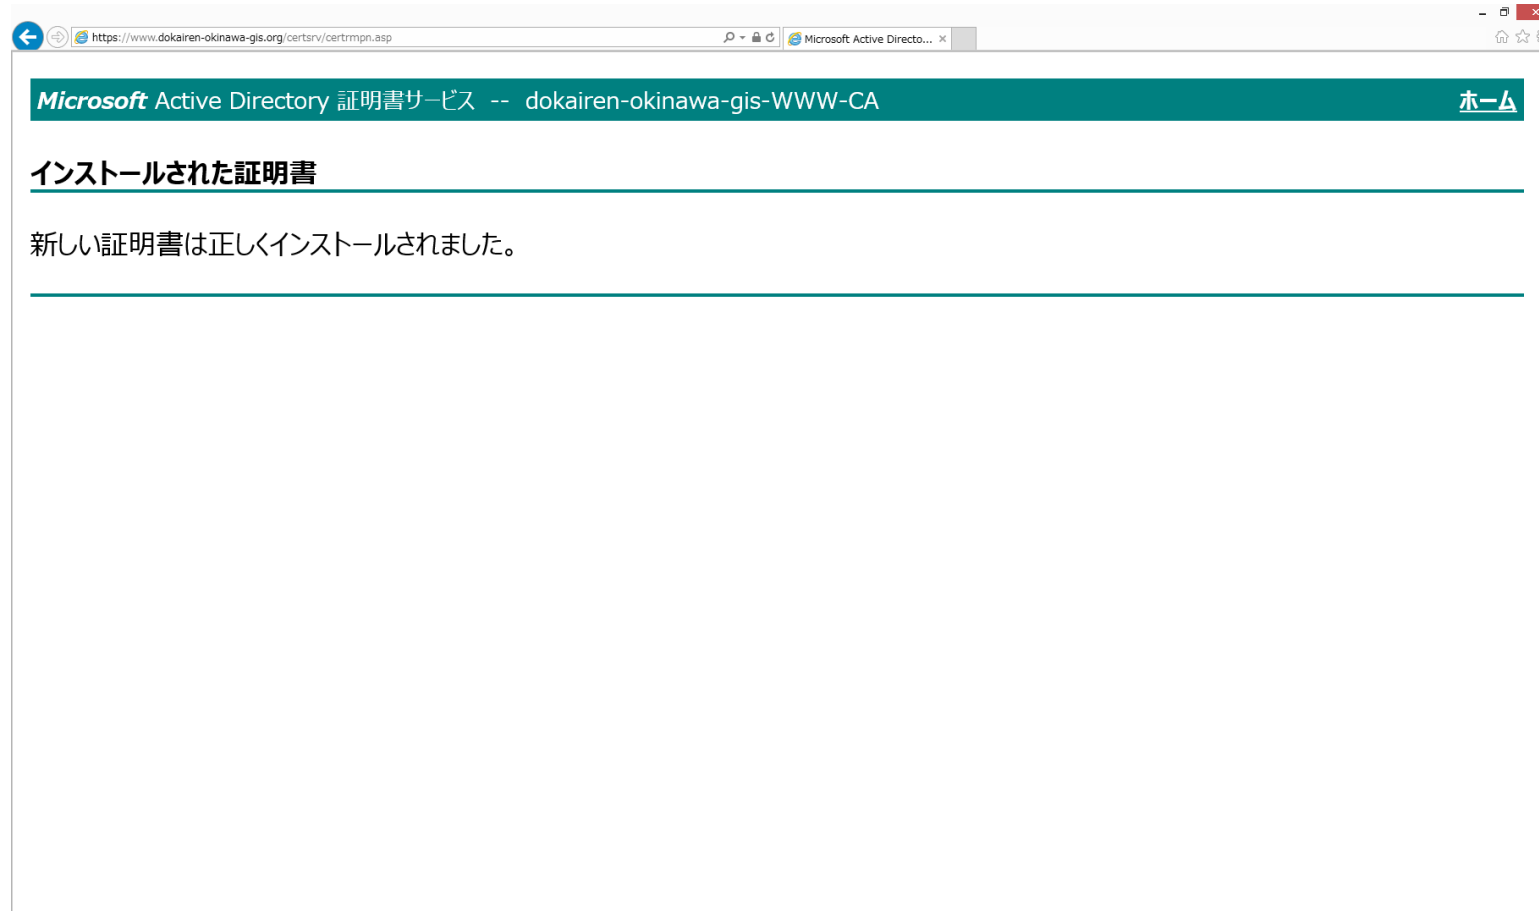 https://www.dokairen-okinawa-gis.org/certsrv/certrmpn.asp
Microsoft Active Directo...
Microsoft Active Directory 証明書サービス -- dokairen-okinawa-gis-WWW-CA
ホーム
インストールされた証明書
新しい証明書は正しくインストールされました。